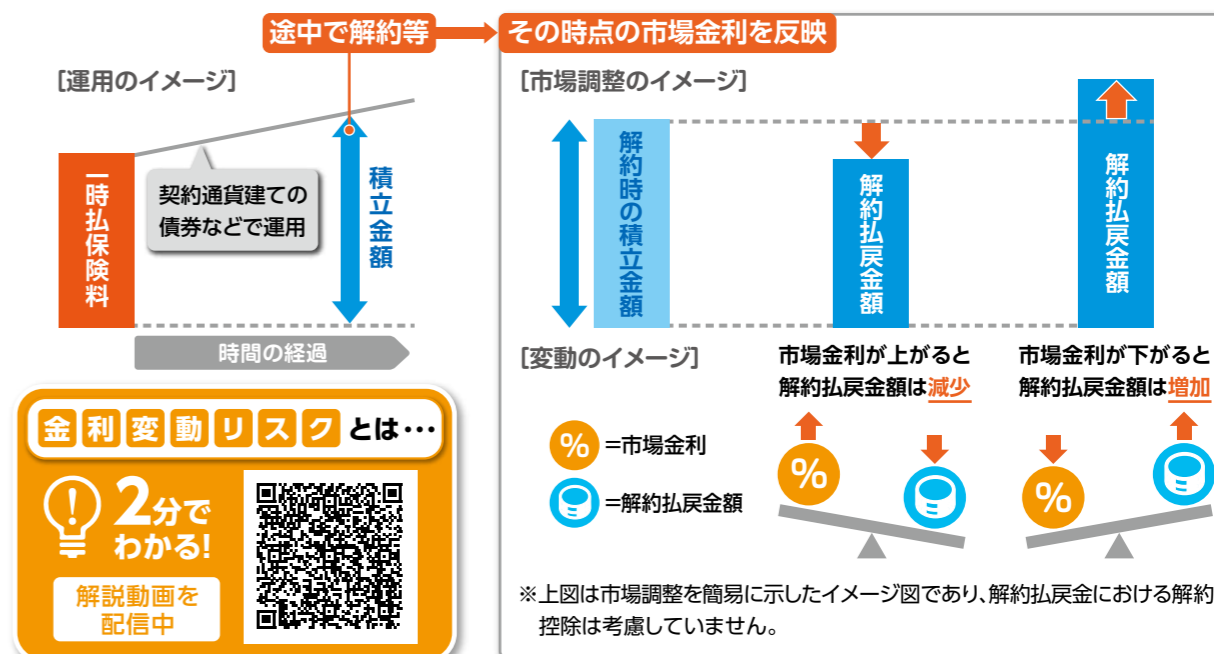 途中で解約等
その時点の市場金利を反映
[運用のイメージ]
一時払保険料
契約通貨建ての
債券などで運用
積立金額
時間の経過
金利変動リスクとは…
2分で
わかる!
解説動画を
配信中
[市場調整のイメージ]
解約時の積立金額
解約払戻金額
解約払戻金額
[変動のイメージ]
市場金利が上がると
解約払戻金額は減少
市場金利が下がると
解約払戻金額は増加
% =市場金利
=解約払戻金額
%
%
※上図は市場調整を簡易に示したイメージ図であり、解約払戻金における解約
控除は考慮していません。